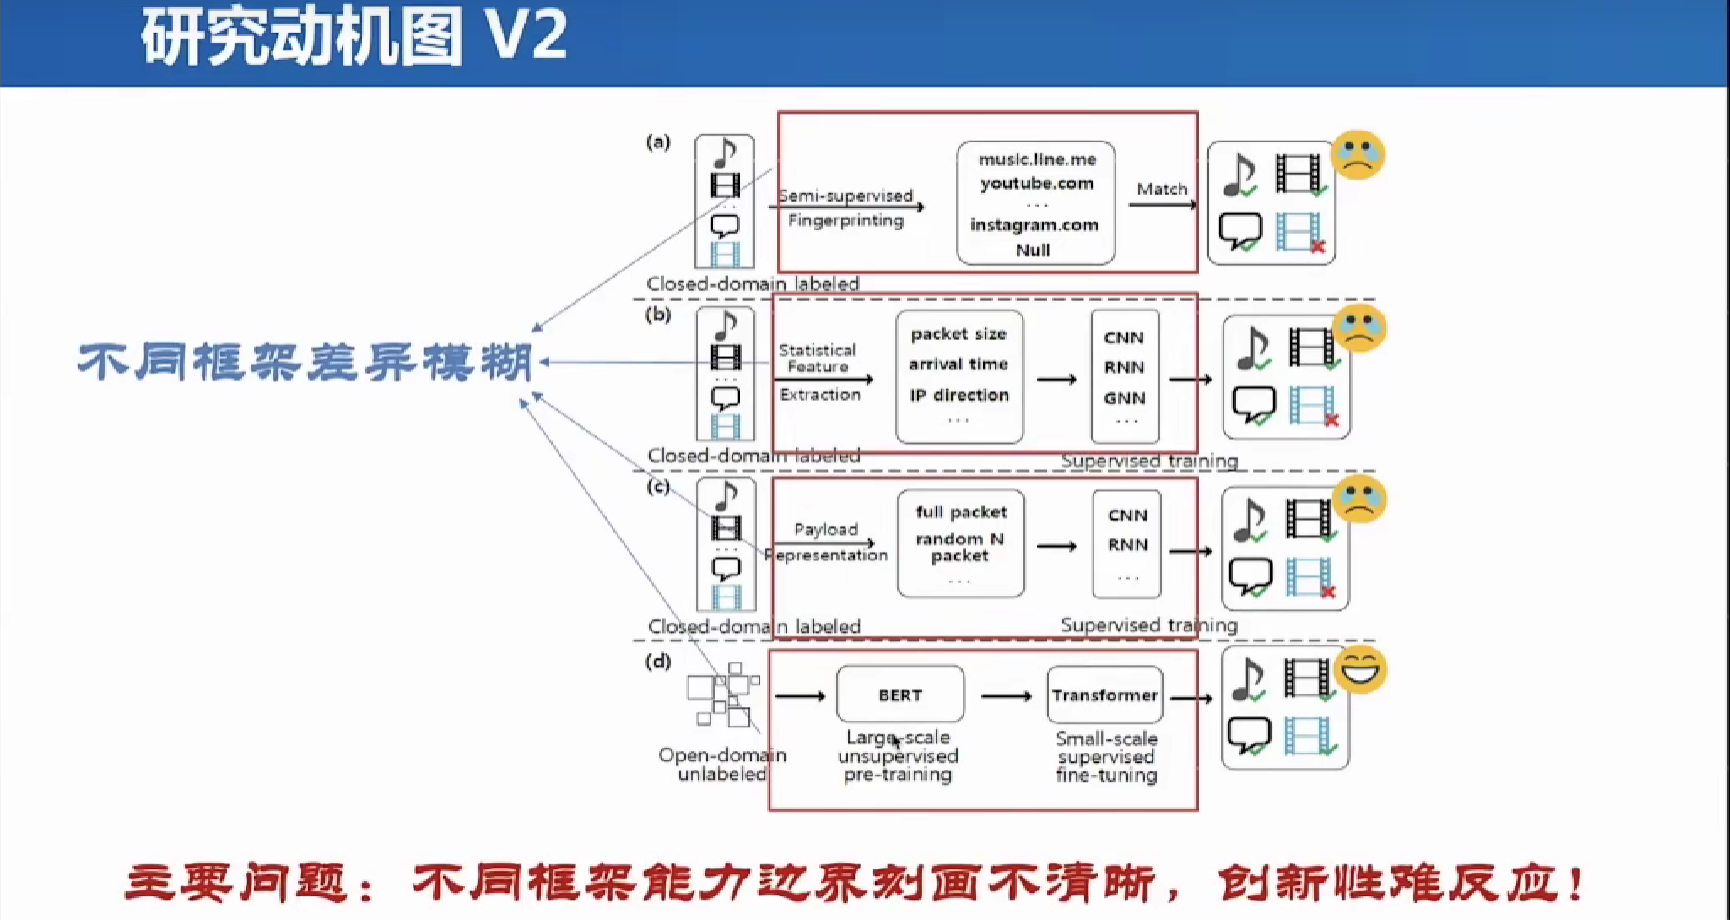 研究动机图 V2
(a)
music.line.me
youtube.com
...
instagram.com
Null
Semi-supervised
Fingerprinting
Match
...
Closed-domain labeled
(b)
Statistical
Feature
Extraction
packet size
arrival time
IP direction
...
CNN
RNN
GNN
...
...
Closed-domain labeled
Supervised training
不同框架差异模糊
(c)
Payload
Representation
full packet
random N
packet
...
CNN
RNN
...
...
Closed-domain labeled
Supervised training
(d)
BERT
Transformer
Open-domain
unlabeled
Large-scale
unsupervised
pre-training
Small-scale
supervised
fine-tuning
主要问题：不同框架能力边界刻画不清晰，创新性难反应！